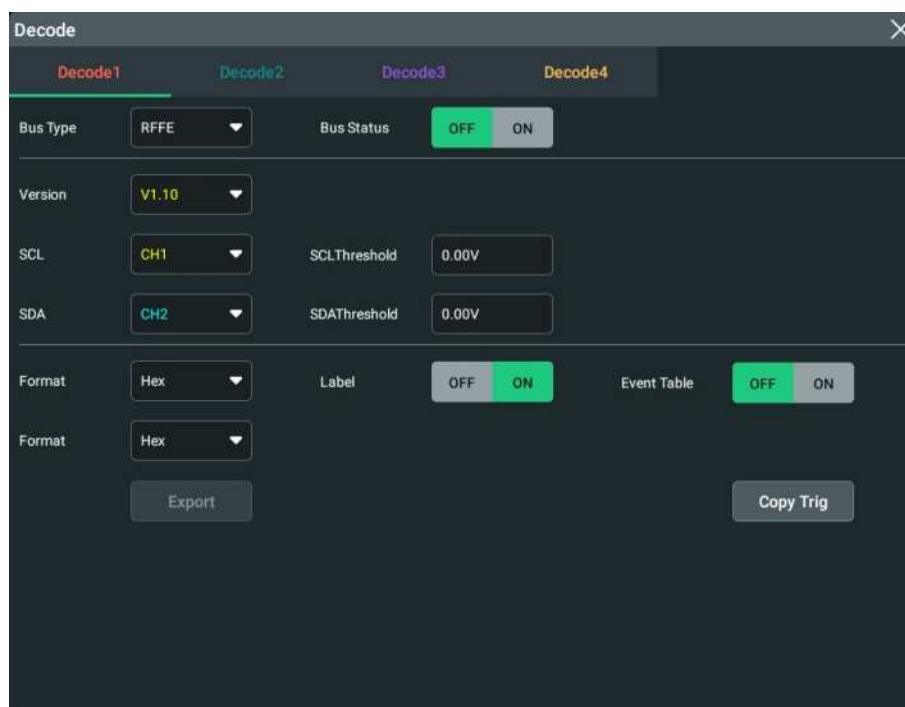 Decode
Decode1 Decode2 Decode3 Decode4
Bus Type RFFE Bus Status OFF ON
Version V1.10
SCL CH1 SCLThreshold 0.00V
SDA CH2 SDAThreshold 0.00V
Format Hex Label OFF ON Event Table OFF ON
Format Hex
Export Copy Trig